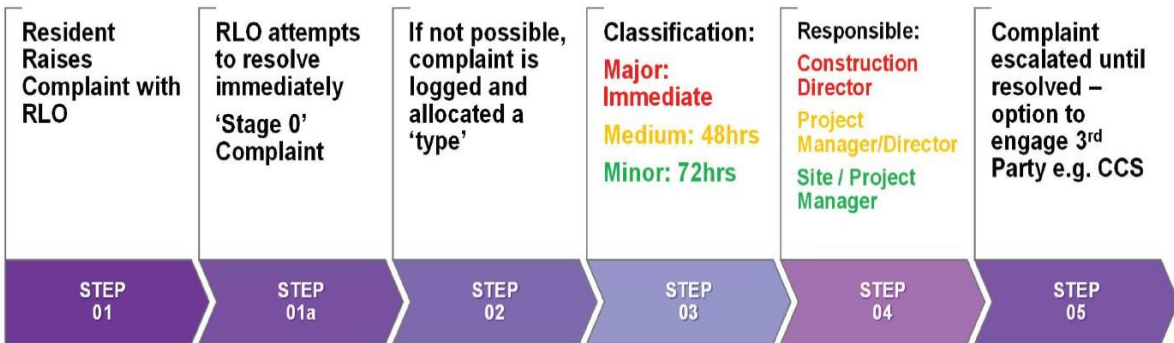 Resident
Raises
Complaint with
RLO
RLO attempts
to resolve
immediately
‘Stage 0’
Complaint
If not possible,
complaint is
logged and
allocated a
‘type’
Classification:
Major:
Immediate
Medium: 48hrs
Minor: 72hrs
Responsible:
Construction
Director
Project
Manager/Director
Site / Project
Manager
Complaint
escalated until
resolved –
option to
engage 3rd
Party e.g. CCS
STEP
01
STEP
01a
STEP
02
STEP
03
STEP
04
STEP
05